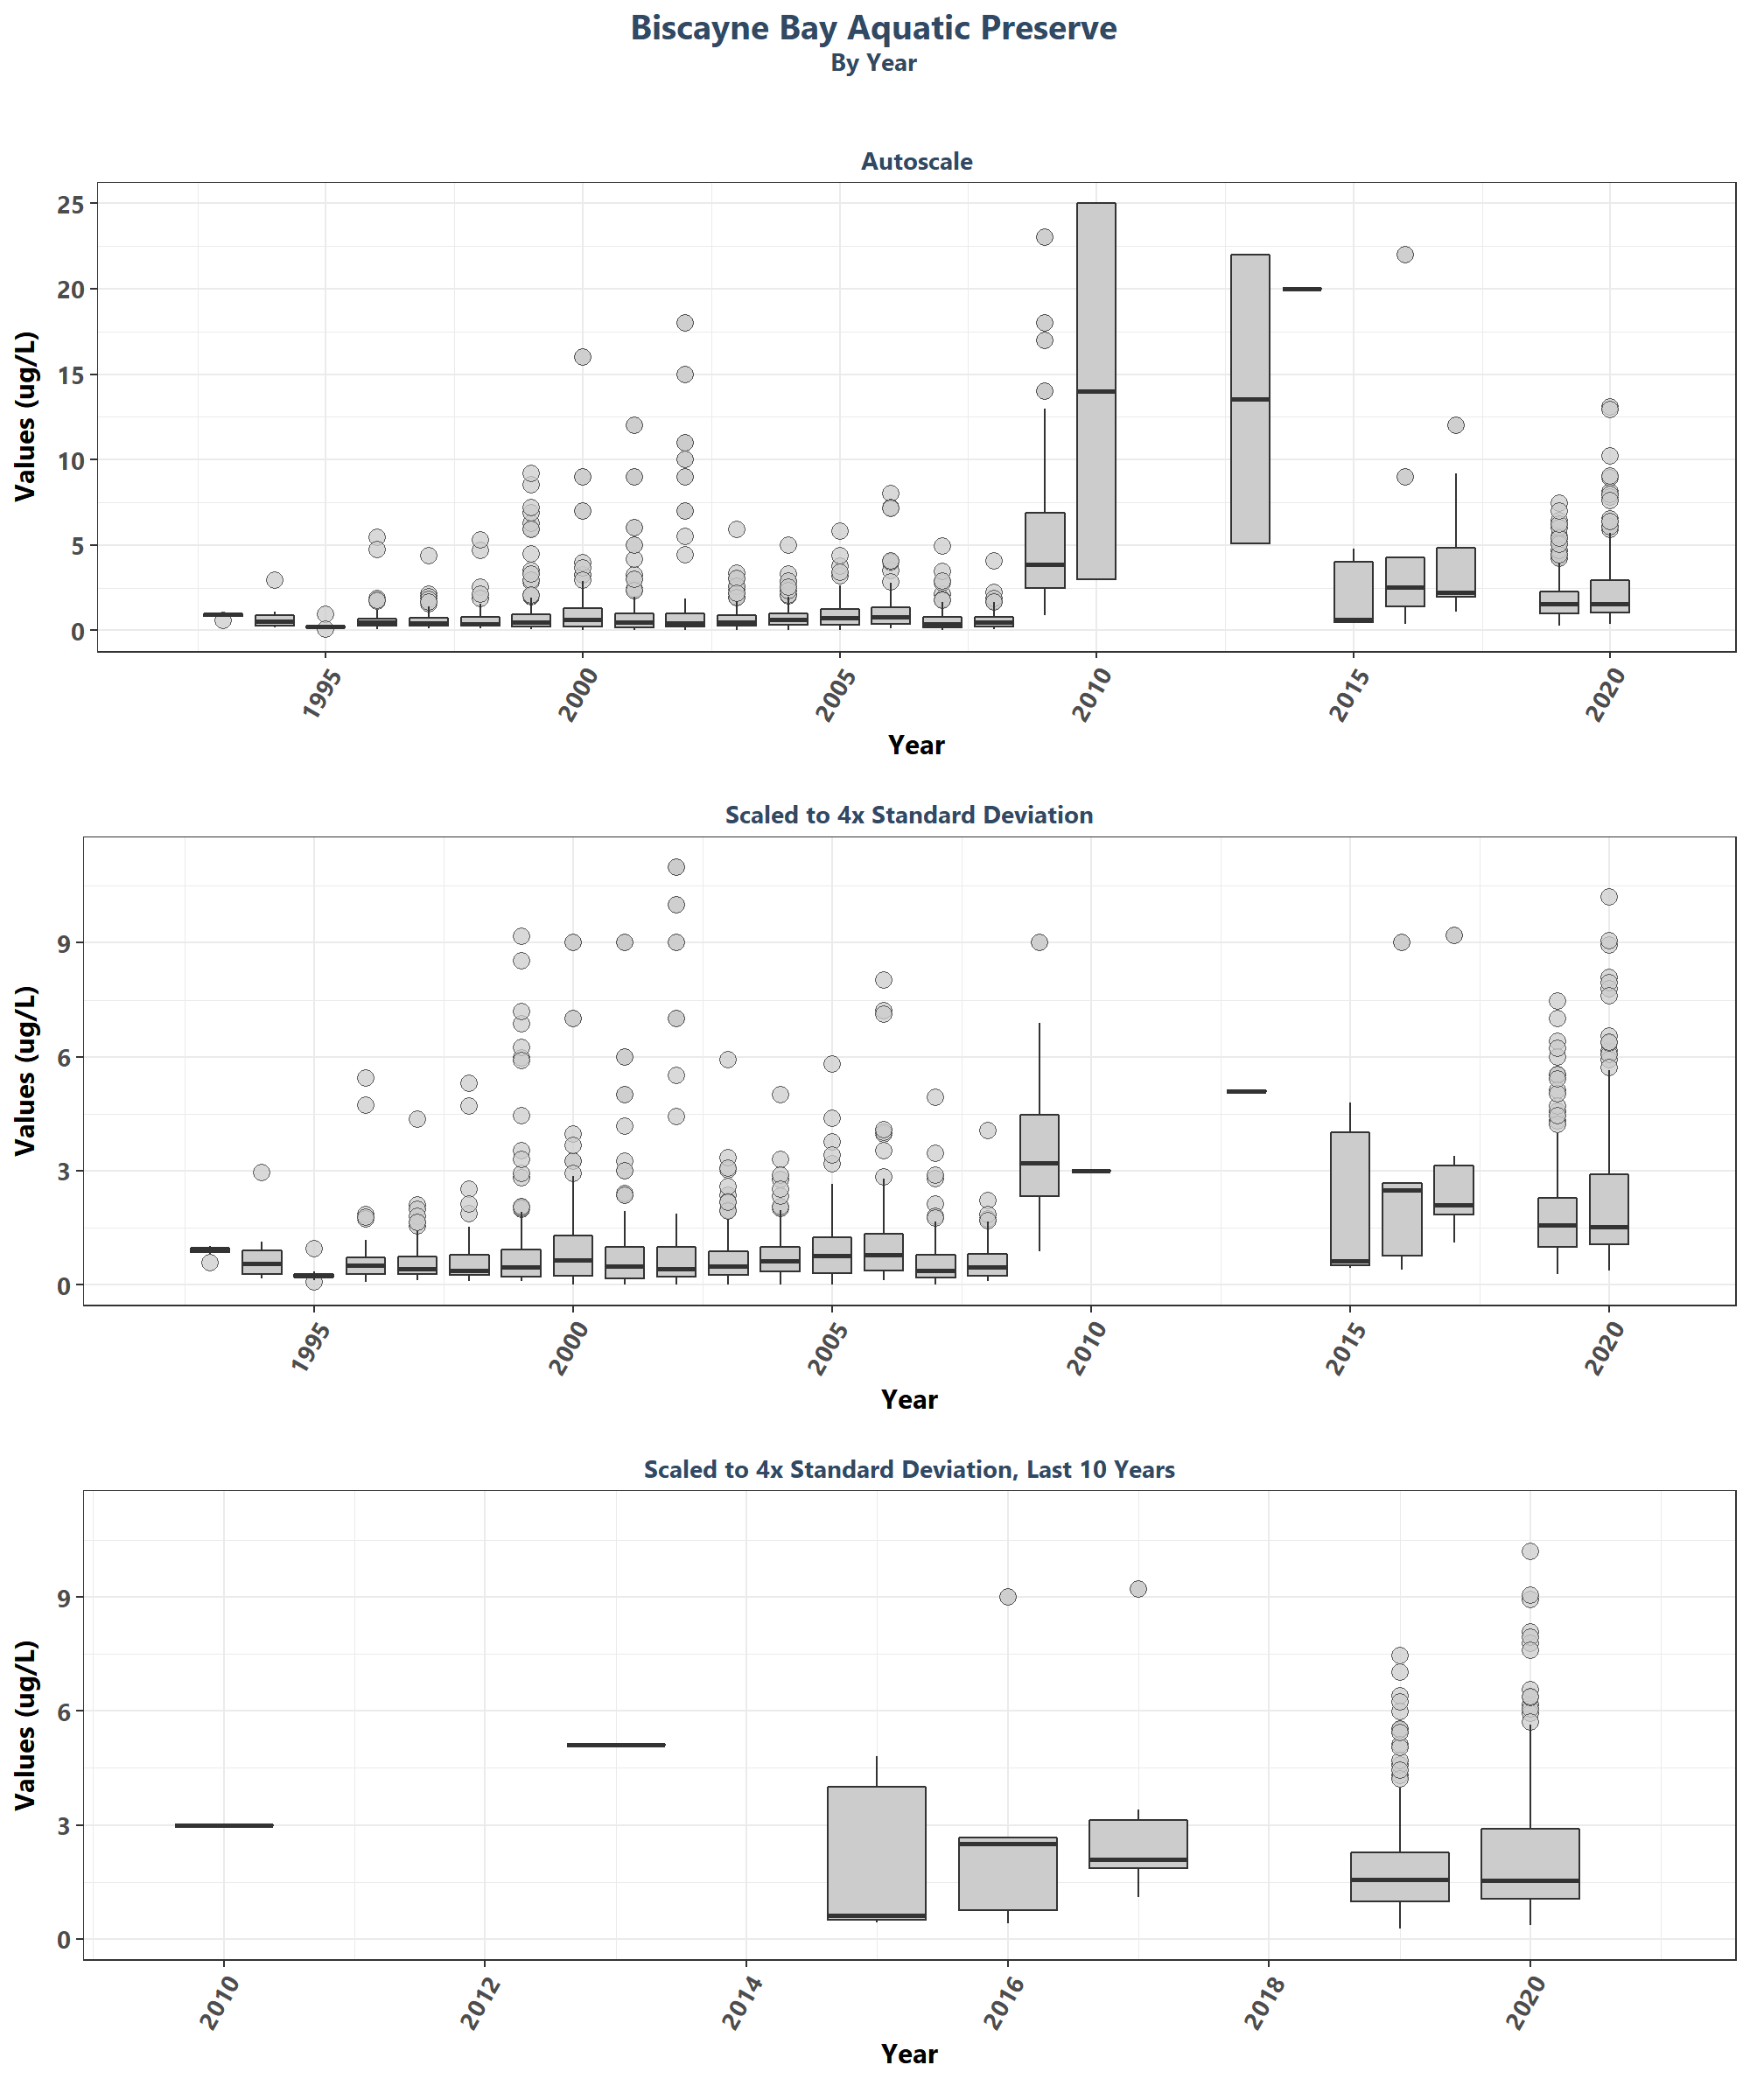 Biscayne Bay Aquatic Preserve
By Year
Autoscale
Values (ug/L)
25
20
15
10
5
0
1995
2000
2005
2010
2015
2020
Year
Scaled to 4x Standard Deviation
Values (ug/L)
9
6
3
0
1995
2000
2005
2010
2015
2020
Year
Scaled to 4x Standard Deviation, Last 10 Years
Values (ug/L)
9
6
3
0
2010
2012
2014
2016
2018
2020
Year